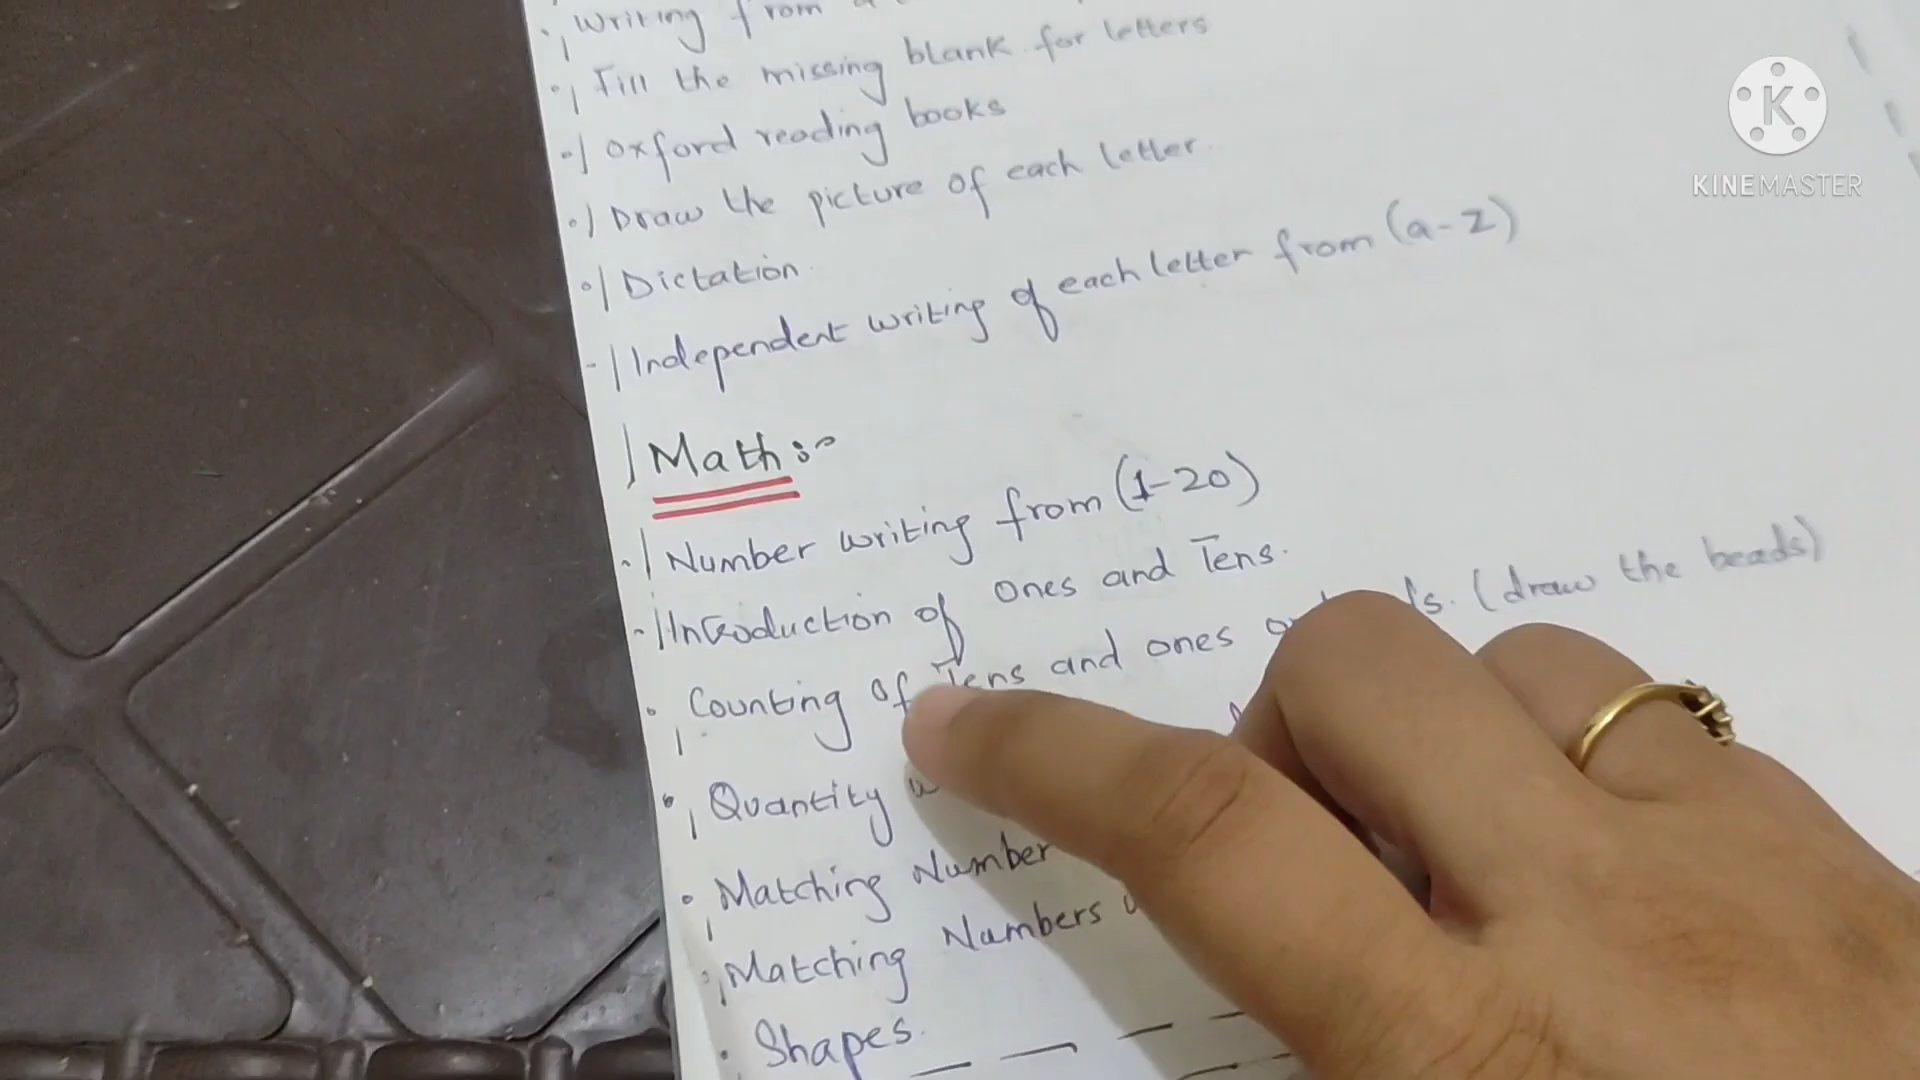 Writing from a
Fill the missing blank for letters
Oxford reading books
Draw the picture of each letter.
Dictation.
Independent writing of each letter from (a-z)
Math:-
Number writing from (1-20)
Introduction of Ones and Tens.
Counting of Tens and ones (draw the beads)
Quantity
Matching Number
Matching Numbers
Shapes.
K
KINEMASTER